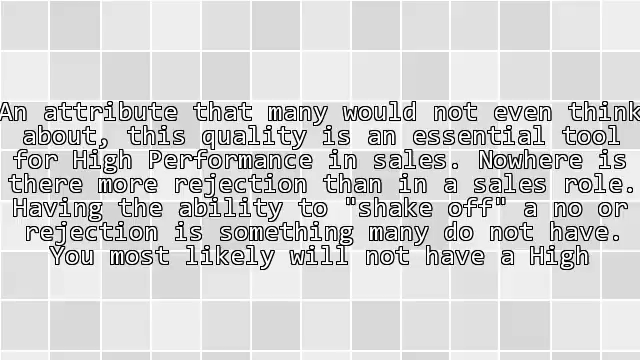 An attribute that many would not even think
about, this quality is an essential tool
for High Performance in sales. Nowhere is
there more rejection than in a sales role.
Having the ability to "shake off" a no or
rejection is something many do not have.
You most likely will not have a High